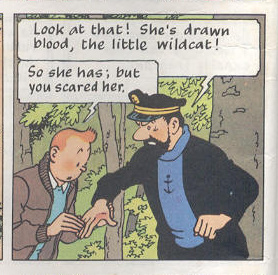 Look at that! She's drawn
blood, the little wildcat!
So she has; but
you scared her.